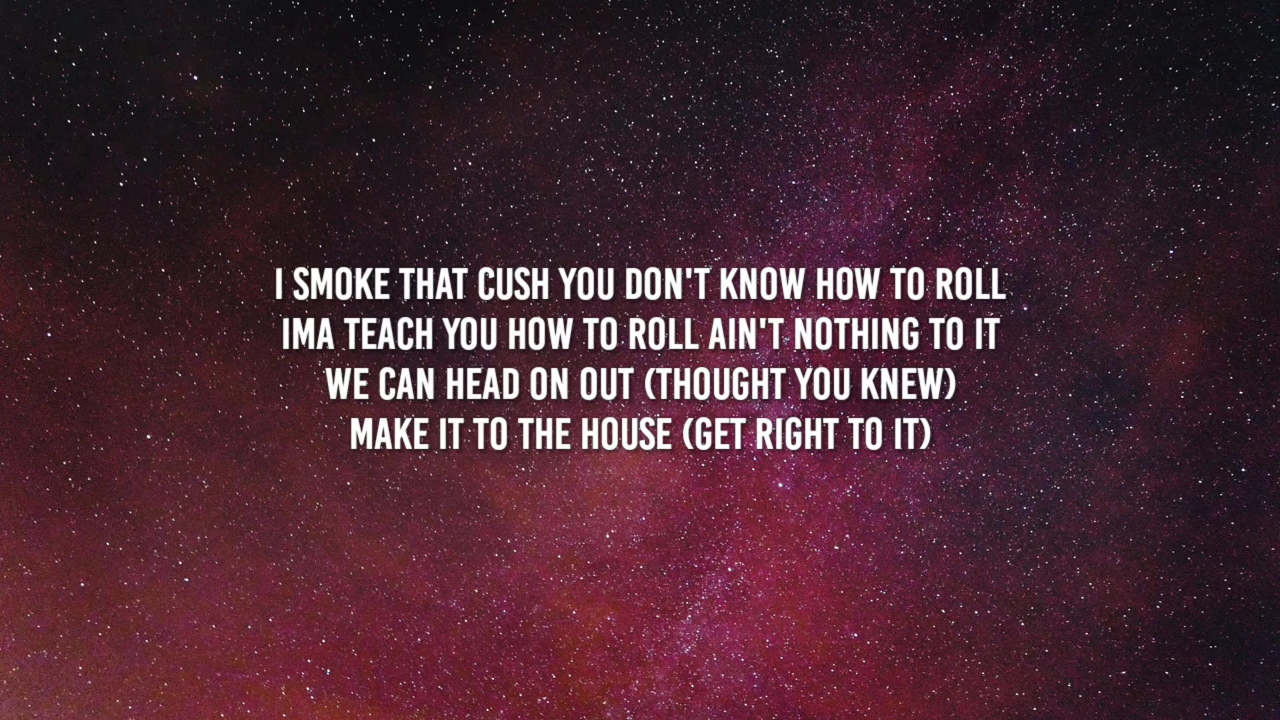 I SMOKE THAT CUSH YOU DON'T KNOW HOW TO ROLL
IMA TEACH YOU HOW TO ROLL AIN'T NOTHING TO IT
WE CAN HEAD ON OUT (THOUGHT YOU KNEW)
MAKE IT TO THE HOUSE (GET RIGHT TO IT)